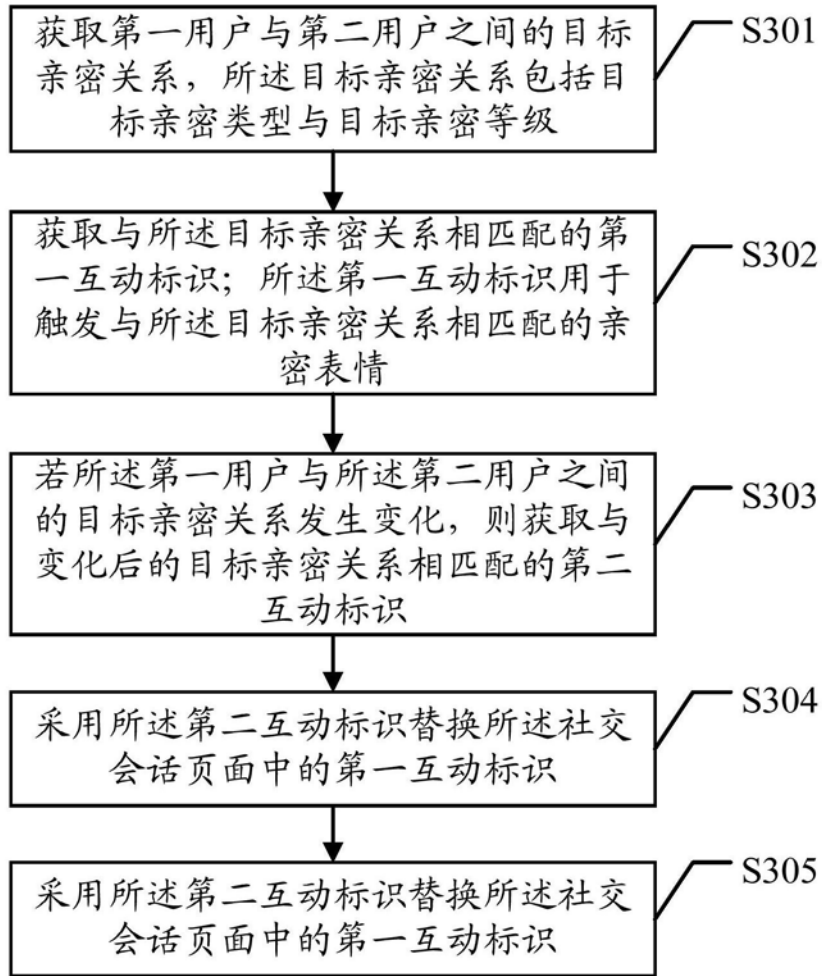 获取第一用户与第二用户之间的目标
亲密关系，所述目标亲密关系包括目
标亲密类型与目标亲密等级
S301
获取与所述目标亲密关系相匹配的第
一互动标识；所述第一互动标识用于
触发与所述目标亲密关系相匹配的亲
密表情
S302
若所述第一用户与所述第二用户之间
的目标亲密关系发生变化，则获取与
变化后的目标亲密关系相匹配的第二
互动标识
S303
采用所述第二互动标识替换所述社交
会话页面中的第一互动标识
S304
采用所述第二互动标识替换所述社交
会话页面中的第一互动标识
S305